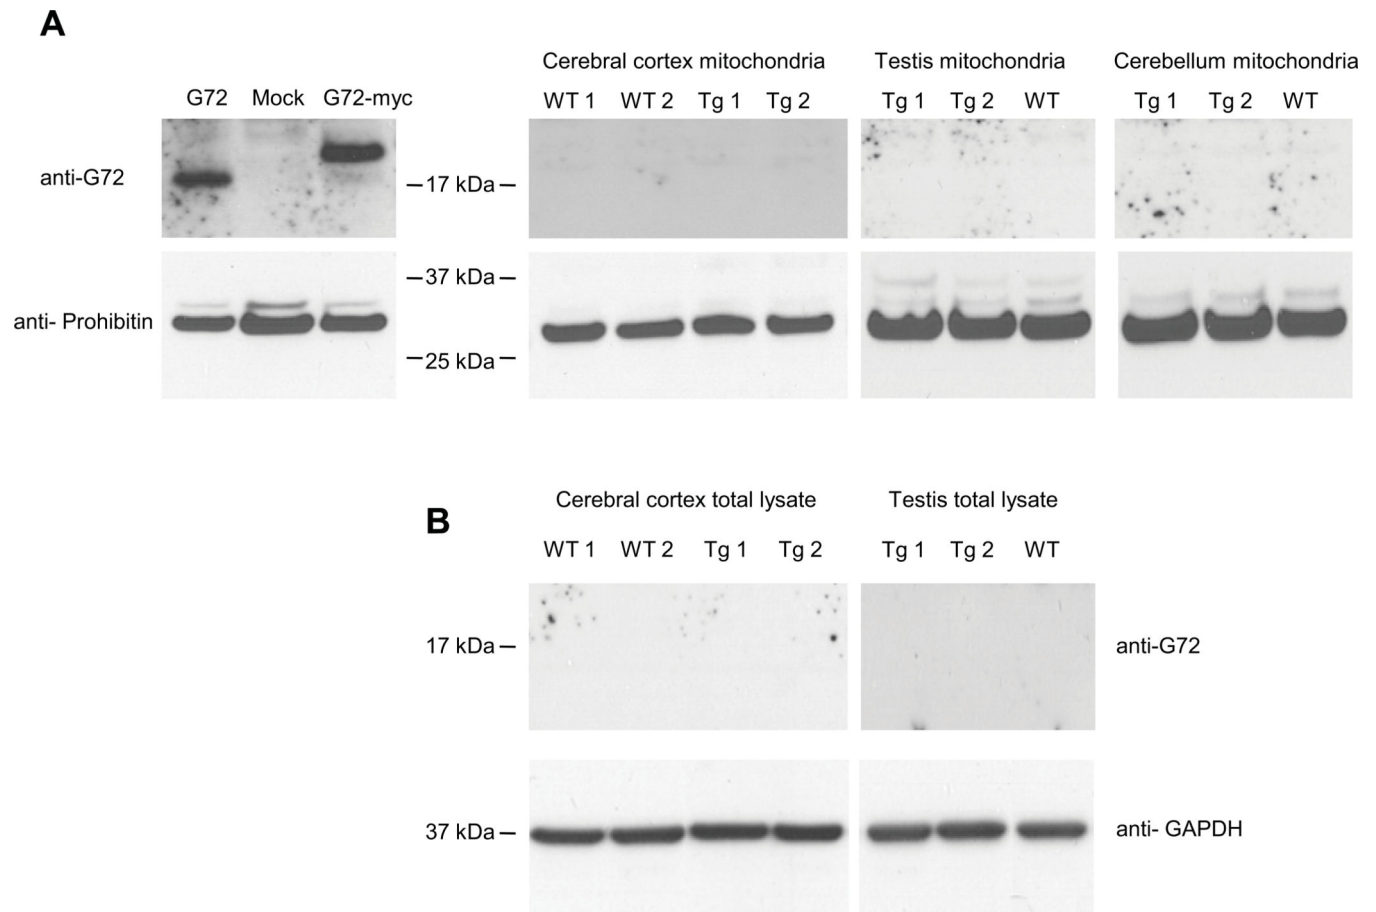 A
Cerebral cortex mitochondria Testis mitochondria Cerebellum mitochondria
G72 Mock G72-myc WT 1 WT 2 Tg 1 Tg 2 Tg 1 Tg 2 WT Tg 1 Tg 2 WT
anti-G72 17 kDa
37 kDa
anti- Prohibitin
25 kDa
Cerebral cortex total lysate Testis total lysate
B
WT 1 WT 2 Tg 1 Tg 2 Tg 1 Tg 2 WT
17 kDa anti-G72
37 kDa anti- GAPDH